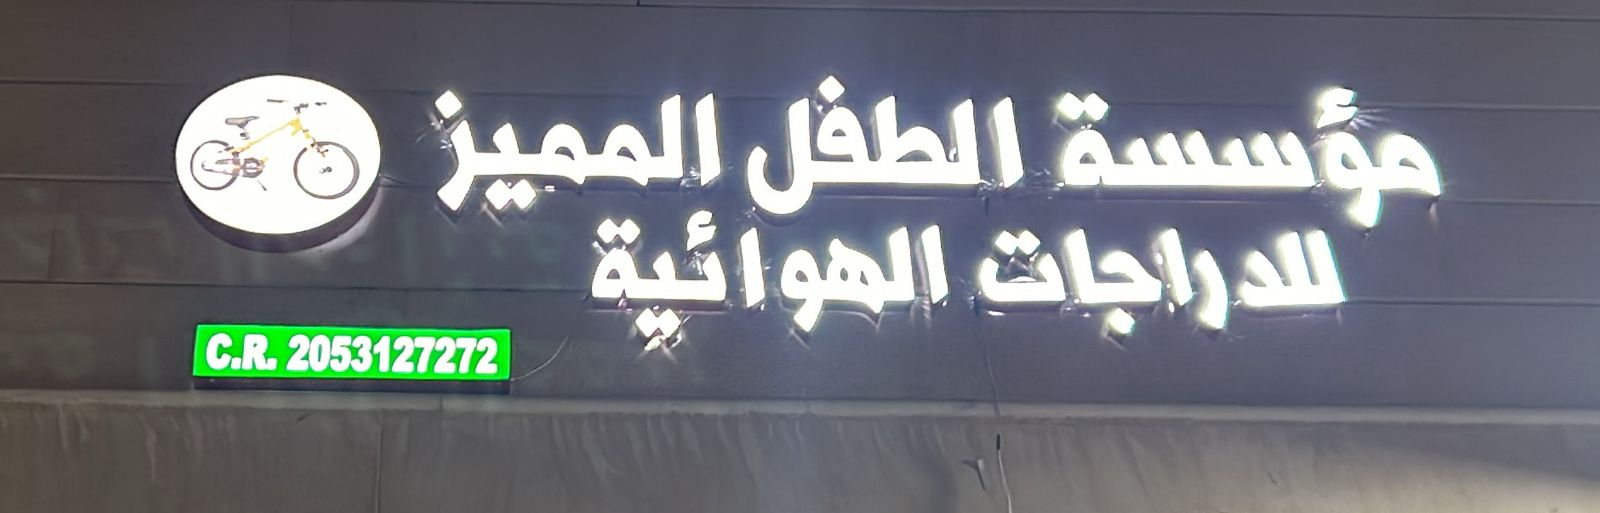 مؤسسة الطفل المميز
للدراجات الهوائية
C.R. 2053127272